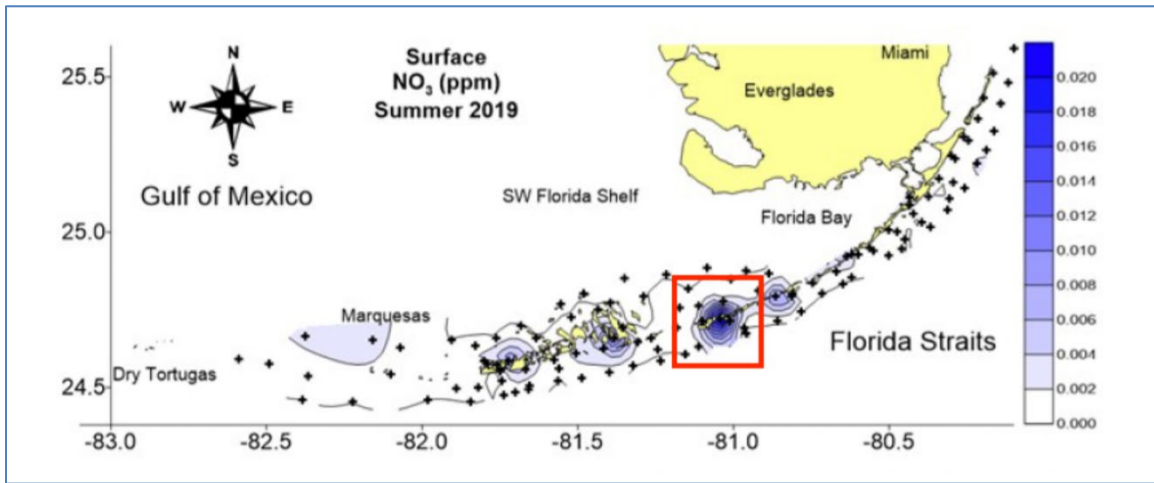 N
W E
S
Surface
NO₃ (ppm)
Summer 2019
Miami
Everglades
Gulf of Mexico
SW Florida Shelf
Florida Bay
Marquesas
Florida Straits
Dry Tortugas
25.5
25.0
24.5
-83.0 -82.5 -82.0 -81.5 -81.0 -80.5
0.020
0.018
0.016
0.014
0.012
0.010
0.008
0.006
0.004
0.002
0.000